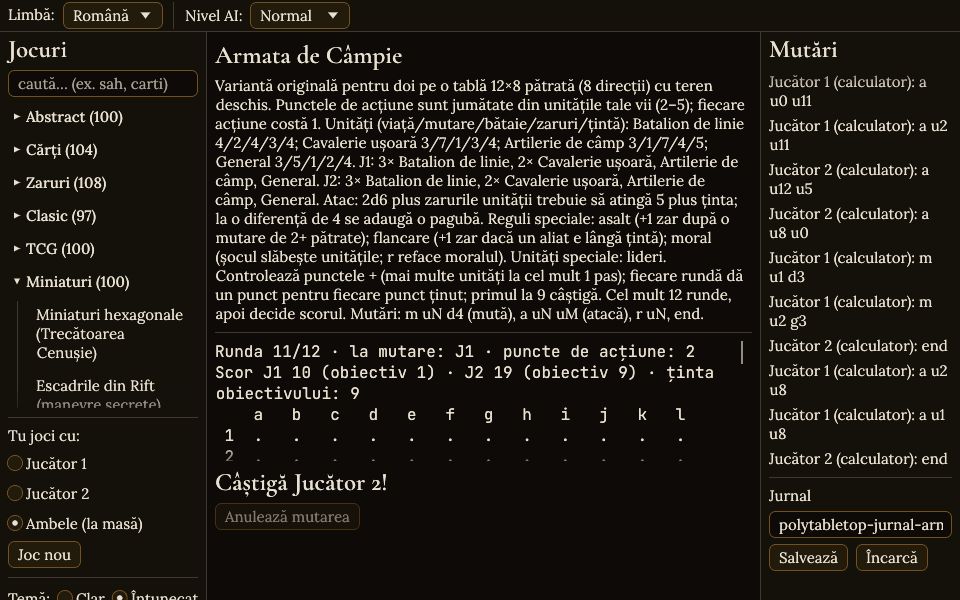 Limbă: Română ▼ Nivel AI: Normal ▼
Jocuri
caută... (ex. sah, carti)
▸ Abstract (100)
▸ Cărți (104)
▸ Zaruri (108)
▸ Clasic (97)
▸ TCG (100)
▾ Miniaturi (100)
Miniaturi hexagonale
(Trecătoarea
Cenușie)
Escadrile din Rift
(manevre secrete)
Tu joci cu:
Jucător 1
Jucător 2
Ambele (la masă)
Joc nou
Temă: Clar Întunecat
Armata de Câmpie
Variantă originală pentru doi pe o tablă 12×8 pătrată (8 direcții) cu teren
deschis. Punctele de acțiune sunt jumătate din unitățile tale vii (2–5); fiecare
acțiune costă 1. Unități (viață/mutare/bătaie/zaruri/țintă): Batalion de linie
4/2/4/3/4; Cavalerie ușoară 3/7/1/3/4; Artilerie de câmp 3/1/7/4/5;
General 3/5/1/2/4. J1: 3× Batalion de linie, 2× Cavalerie ușoară, Artilerie de
câmp, General. J2: 3× Batalion de linie, 2× Cavalerie ușoară, Artilerie de
câmp, General. Atac: 2d6 plus zarurile unității trebuie să atingă 5 plus ținta;
la o diferență de 4 se adaugă o pagubă. Reguli speciale: asalt (+1 zar după o
mutare de 2+ pătrate); flancare (+1 zar dacă un aliat e lângă țintă); moral
(șocul slăbește unitățile; r reface moralul). Unități speciale: lideri.
Controlează punctele + (mai multe unități la cel mult 1 pas); fiecare rundă dă
un punct pentru fiecare punct ținut; primul la 9 câștigă. Cel mult 12 runde,
apoi decide scorul. Mutări: m uN d4 (mută), a uN uM (atacă), r uN, end.
Runda 11/12 · la mutare: J1 · puncte de acțiune: 2
Scor J1 10 (obiectiv 1) · J2 19 (obiectiv 9) · ținta
obiectivului: 9
a b c d e f g h i j k l
1 . . . . . . . . . . . .
2 . . . . . . . . . . . .
Câștigă Jucător 2!
Anulează mutarea
Mutări
Jucător 1 (calculator): a
u0 u11
Jucător 1 (calculator): a u2
u11
Jucător 2 (calculator): a
u12 u5
Jucător 2 (calculator): a
u8 u0
Jucător 1 (calculator): m
u1 d3
Jucător 1 (calculator): m
u2 g3
Jucător 2 (calculator): end
Jucător 1 (calculator): a u2
u8
Jucător 1 (calculator): a u1
u8
Jucător 2 (calculator): end
Jurnal
polytabletop-jurnal-arn
Salvează Încarcă